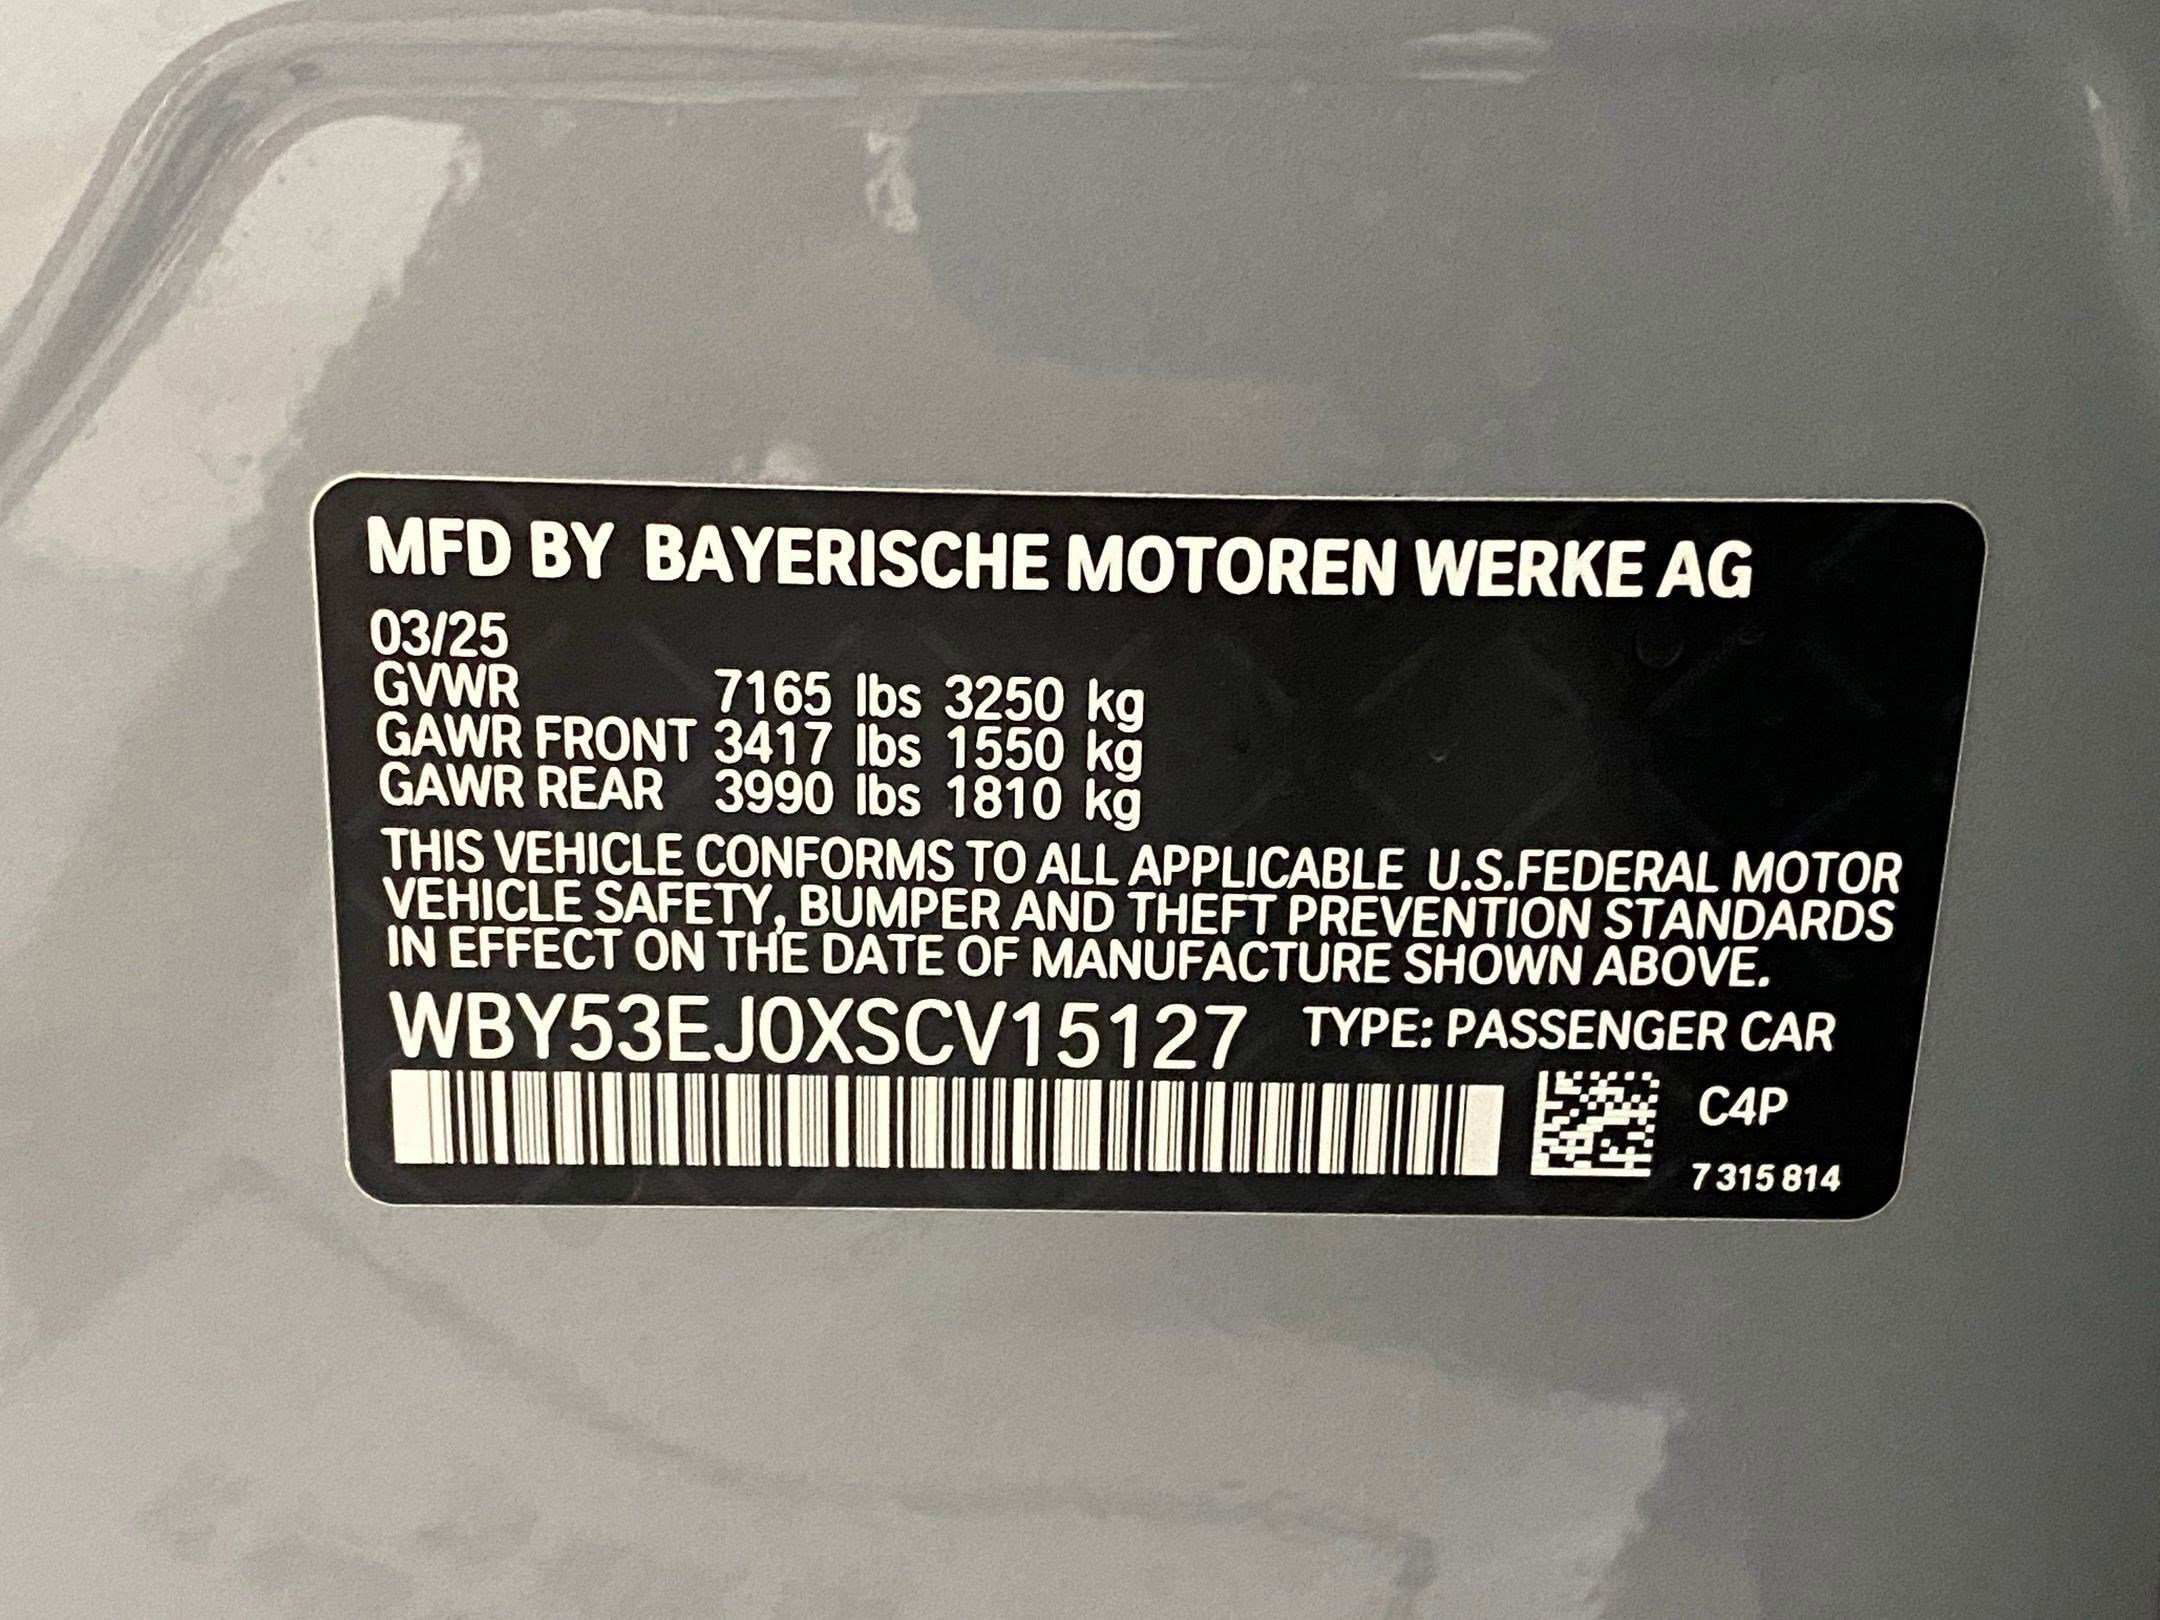 MFD BY BAYERISCHE MOTOREN WERKE AG
03/25
GVWR 7165 lbs 3250 kg
GAWR FRONT 3417 lbs 1550 kg
GAWR REAR 3990 lbs 1810 kg
THIS VEHICLE CONFORMS TO ALL APPLICABLE U.S.FEDERAL MOTOR
VEHICLE SAFETY, BUMPER AND THEFT PREVENTION STANDARDS
IN EFFECT ON THE DATE OF MANUFACTURE SHOWN ABOVE.
WBY53EJ0XSCV15127 TYPE: PASSENGER CAR
C4P
7 315 814